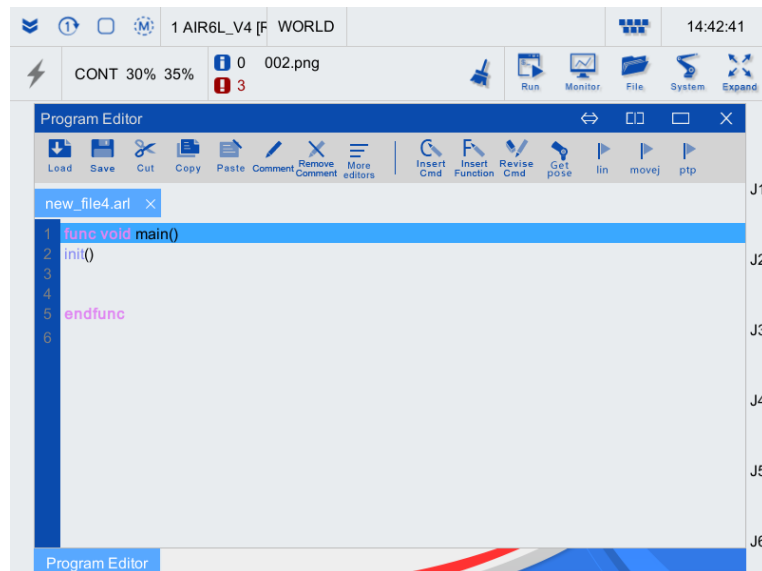 1 AIR6L_V4 [F WORLD 14:42:41
CONT 30% 35% 0 002.png
3
Run Monitor File System Expand
Program Editor
Load Save Cut Copy Paste Comment Remove Comment More editors Insert Cmd Insert Function Revise Cmd Get pose lin movej ptp
J1
new_file4.arl
1 func void main()
2 init()
J2
3
4
5 endfunc
J3
6
J4
J5
J6
Program Editor